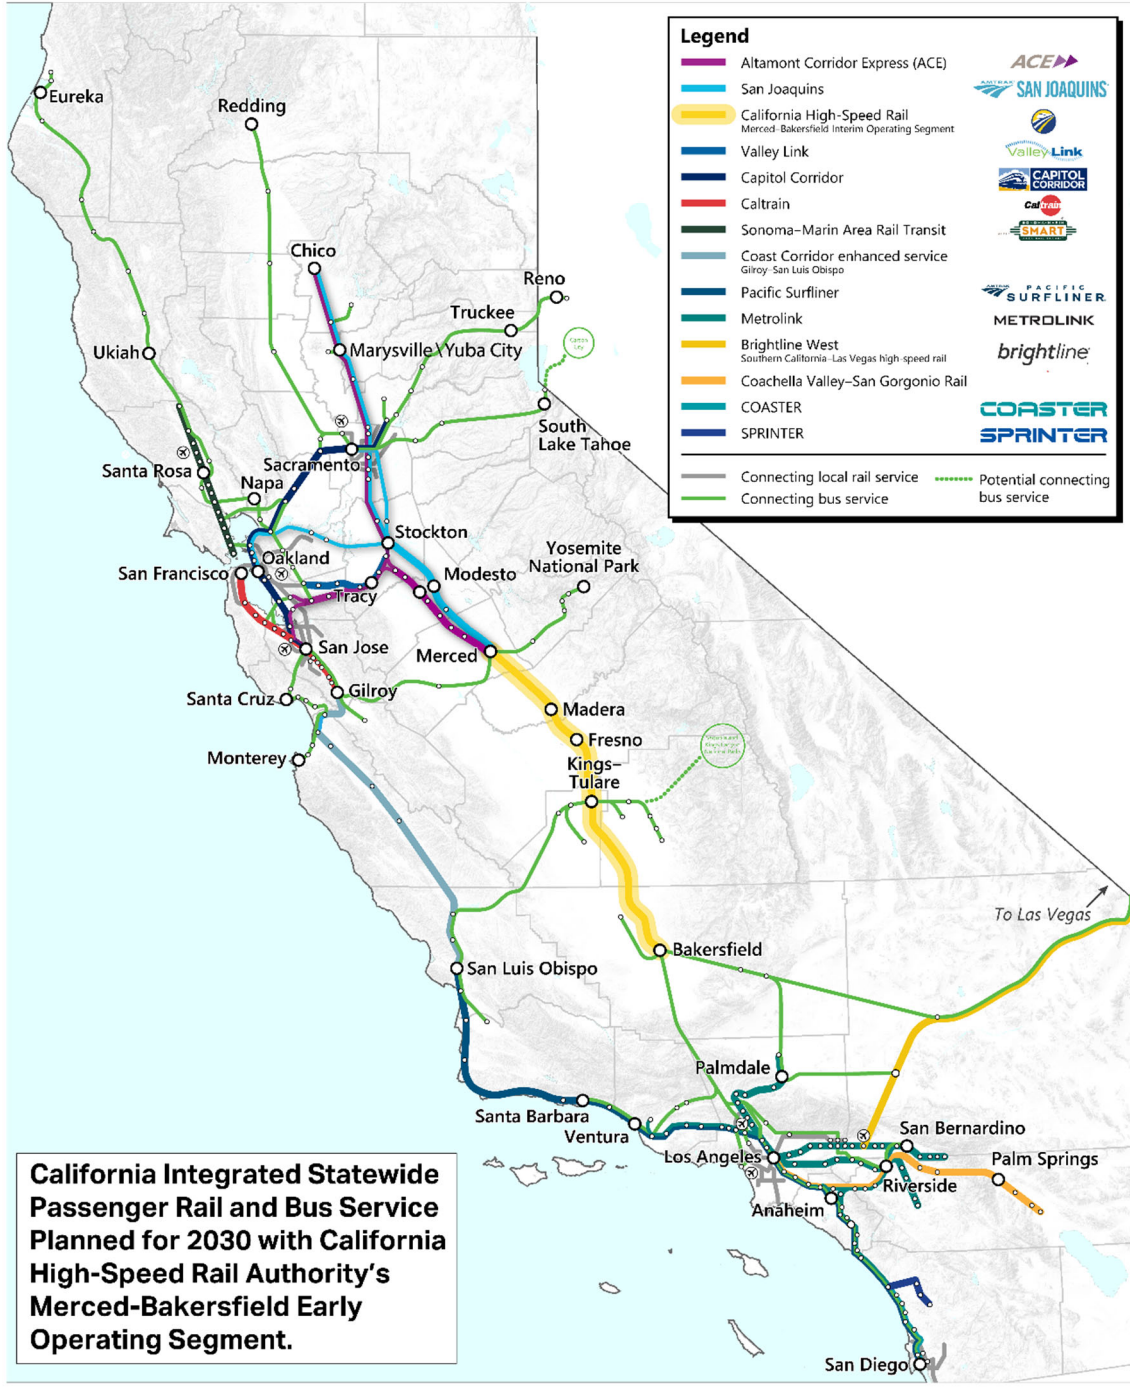 Legend
Altamont Corridor Express (ACE)
ACE
San Joaquins
AMTRAK SAN JOAQUINS
California High-Speed Rail
Merced–Bakersfield Interim Operating Segment
Valley Link
Valley Link
Capitol Corridor
CAPITOL CORRIDOR
Caltrain
Caltrain
Sonoma–Marin Area Rail Transit
SMART
Coast Corridor enhanced service
Gilroy–San Luis Obispo
Pacific Surfliner
PACIFIC
SURFLINER
Metrolink
METROLINK
Brightline West
Southern California–Las Vegas high-speed rail
brightline
Coachella Valley–San Gorgonio Rail
COASTER
COASTER
SPRINTER
SPRINTER
Connecting local rail service
Connecting bus service
Potential connecting
bus service
Eureka
Redding
Chico
Reno
Truckee
Carson
City
Ukiah
Marysville\Yuba City
South
Lake Tahoe
Sacramento
Santa Rosa
Napa
Stockton
Oakland
San Francisco
Yosemite
National Park
Modesto
Tracy
San Jose
Merced
Gilroy
Santa Cruz
Madera
Fresno
Monterey
Kings–
Tulare
To Las Vegas
Bakersfield
San Luis Obispo
Palmdale
Santa Barbara
Ventura
San Bernardino
Los Angeles
Palm Springs
Riverside
Anaheim
San Diego
California Integrated Statewide
Passenger Rail and Bus Service
Planned for 2030 with California
High-Speed Rail Authority's
Merced-Bakersfield Early
Operating Segment.